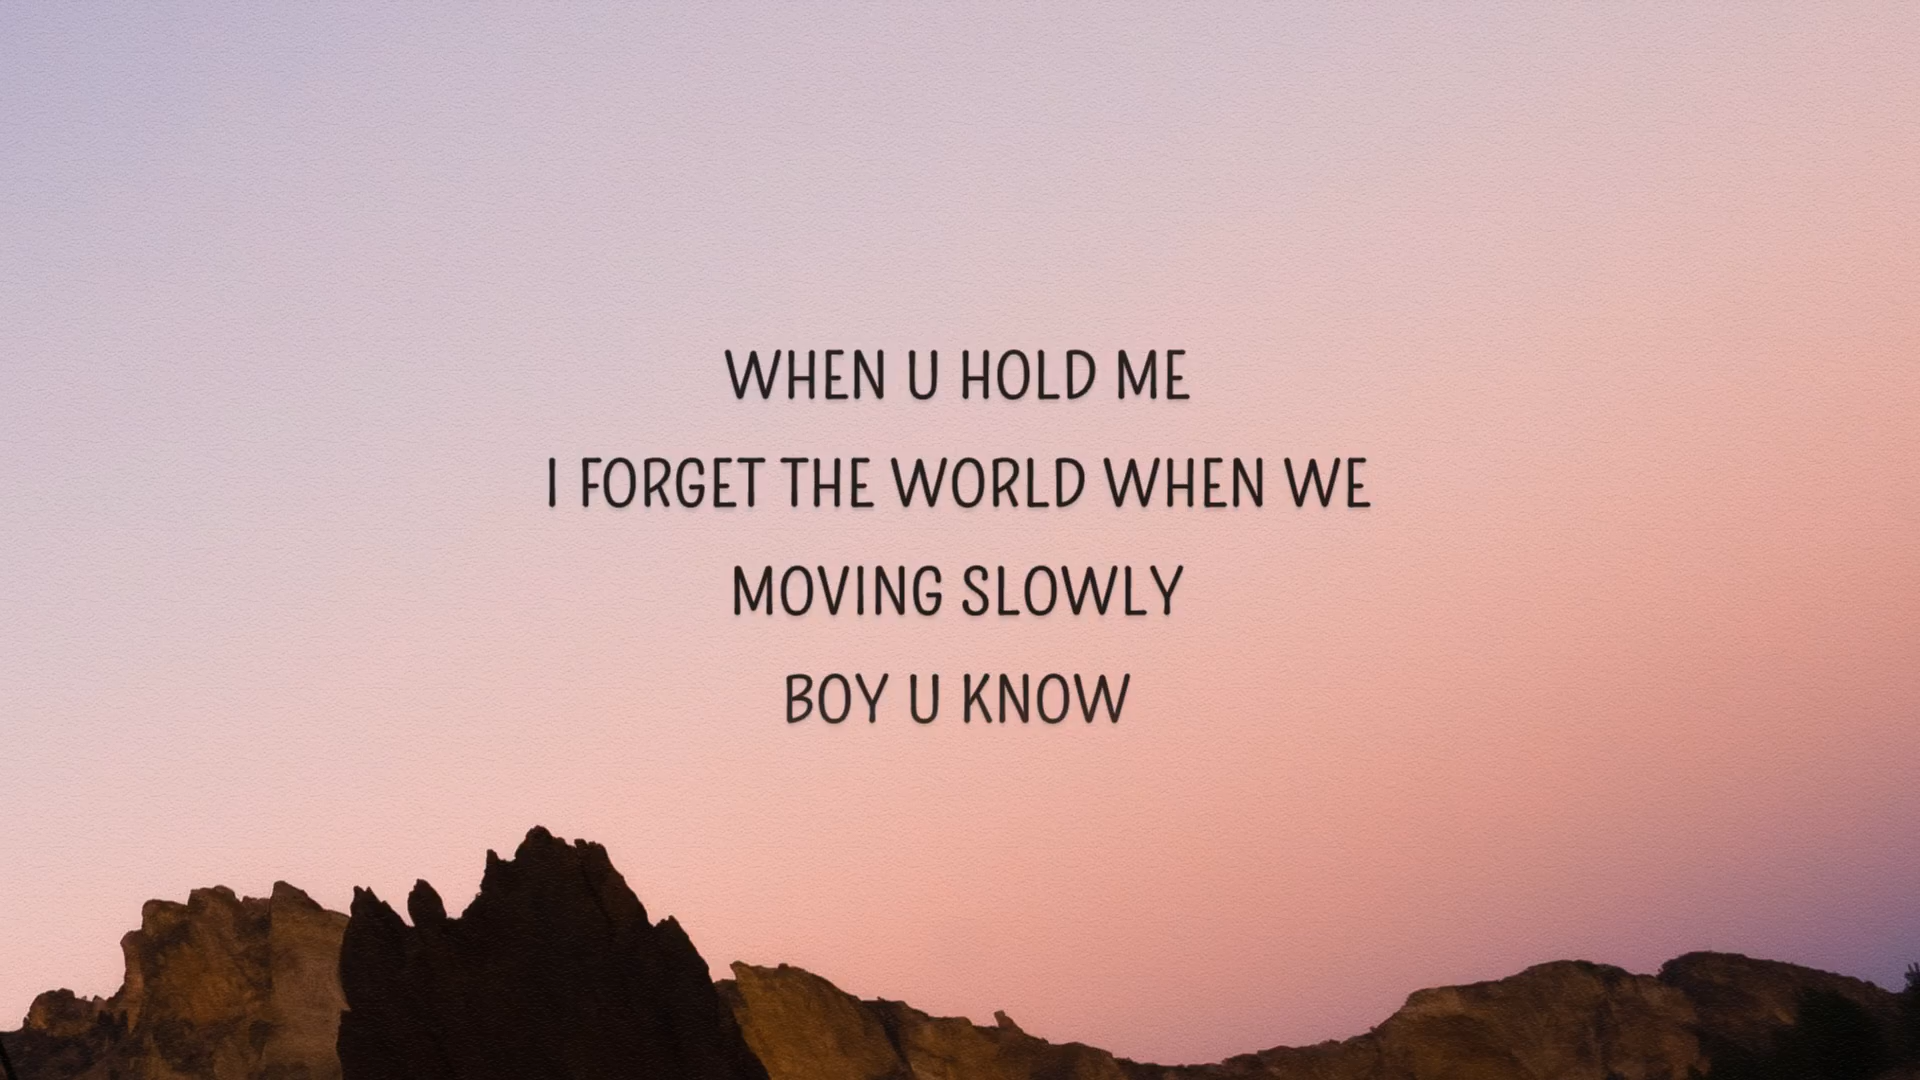 WHEN U HOLD ME
I FORGET THE WORLD WHEN WE
MOVING SLOWLY
BOY U KNOW